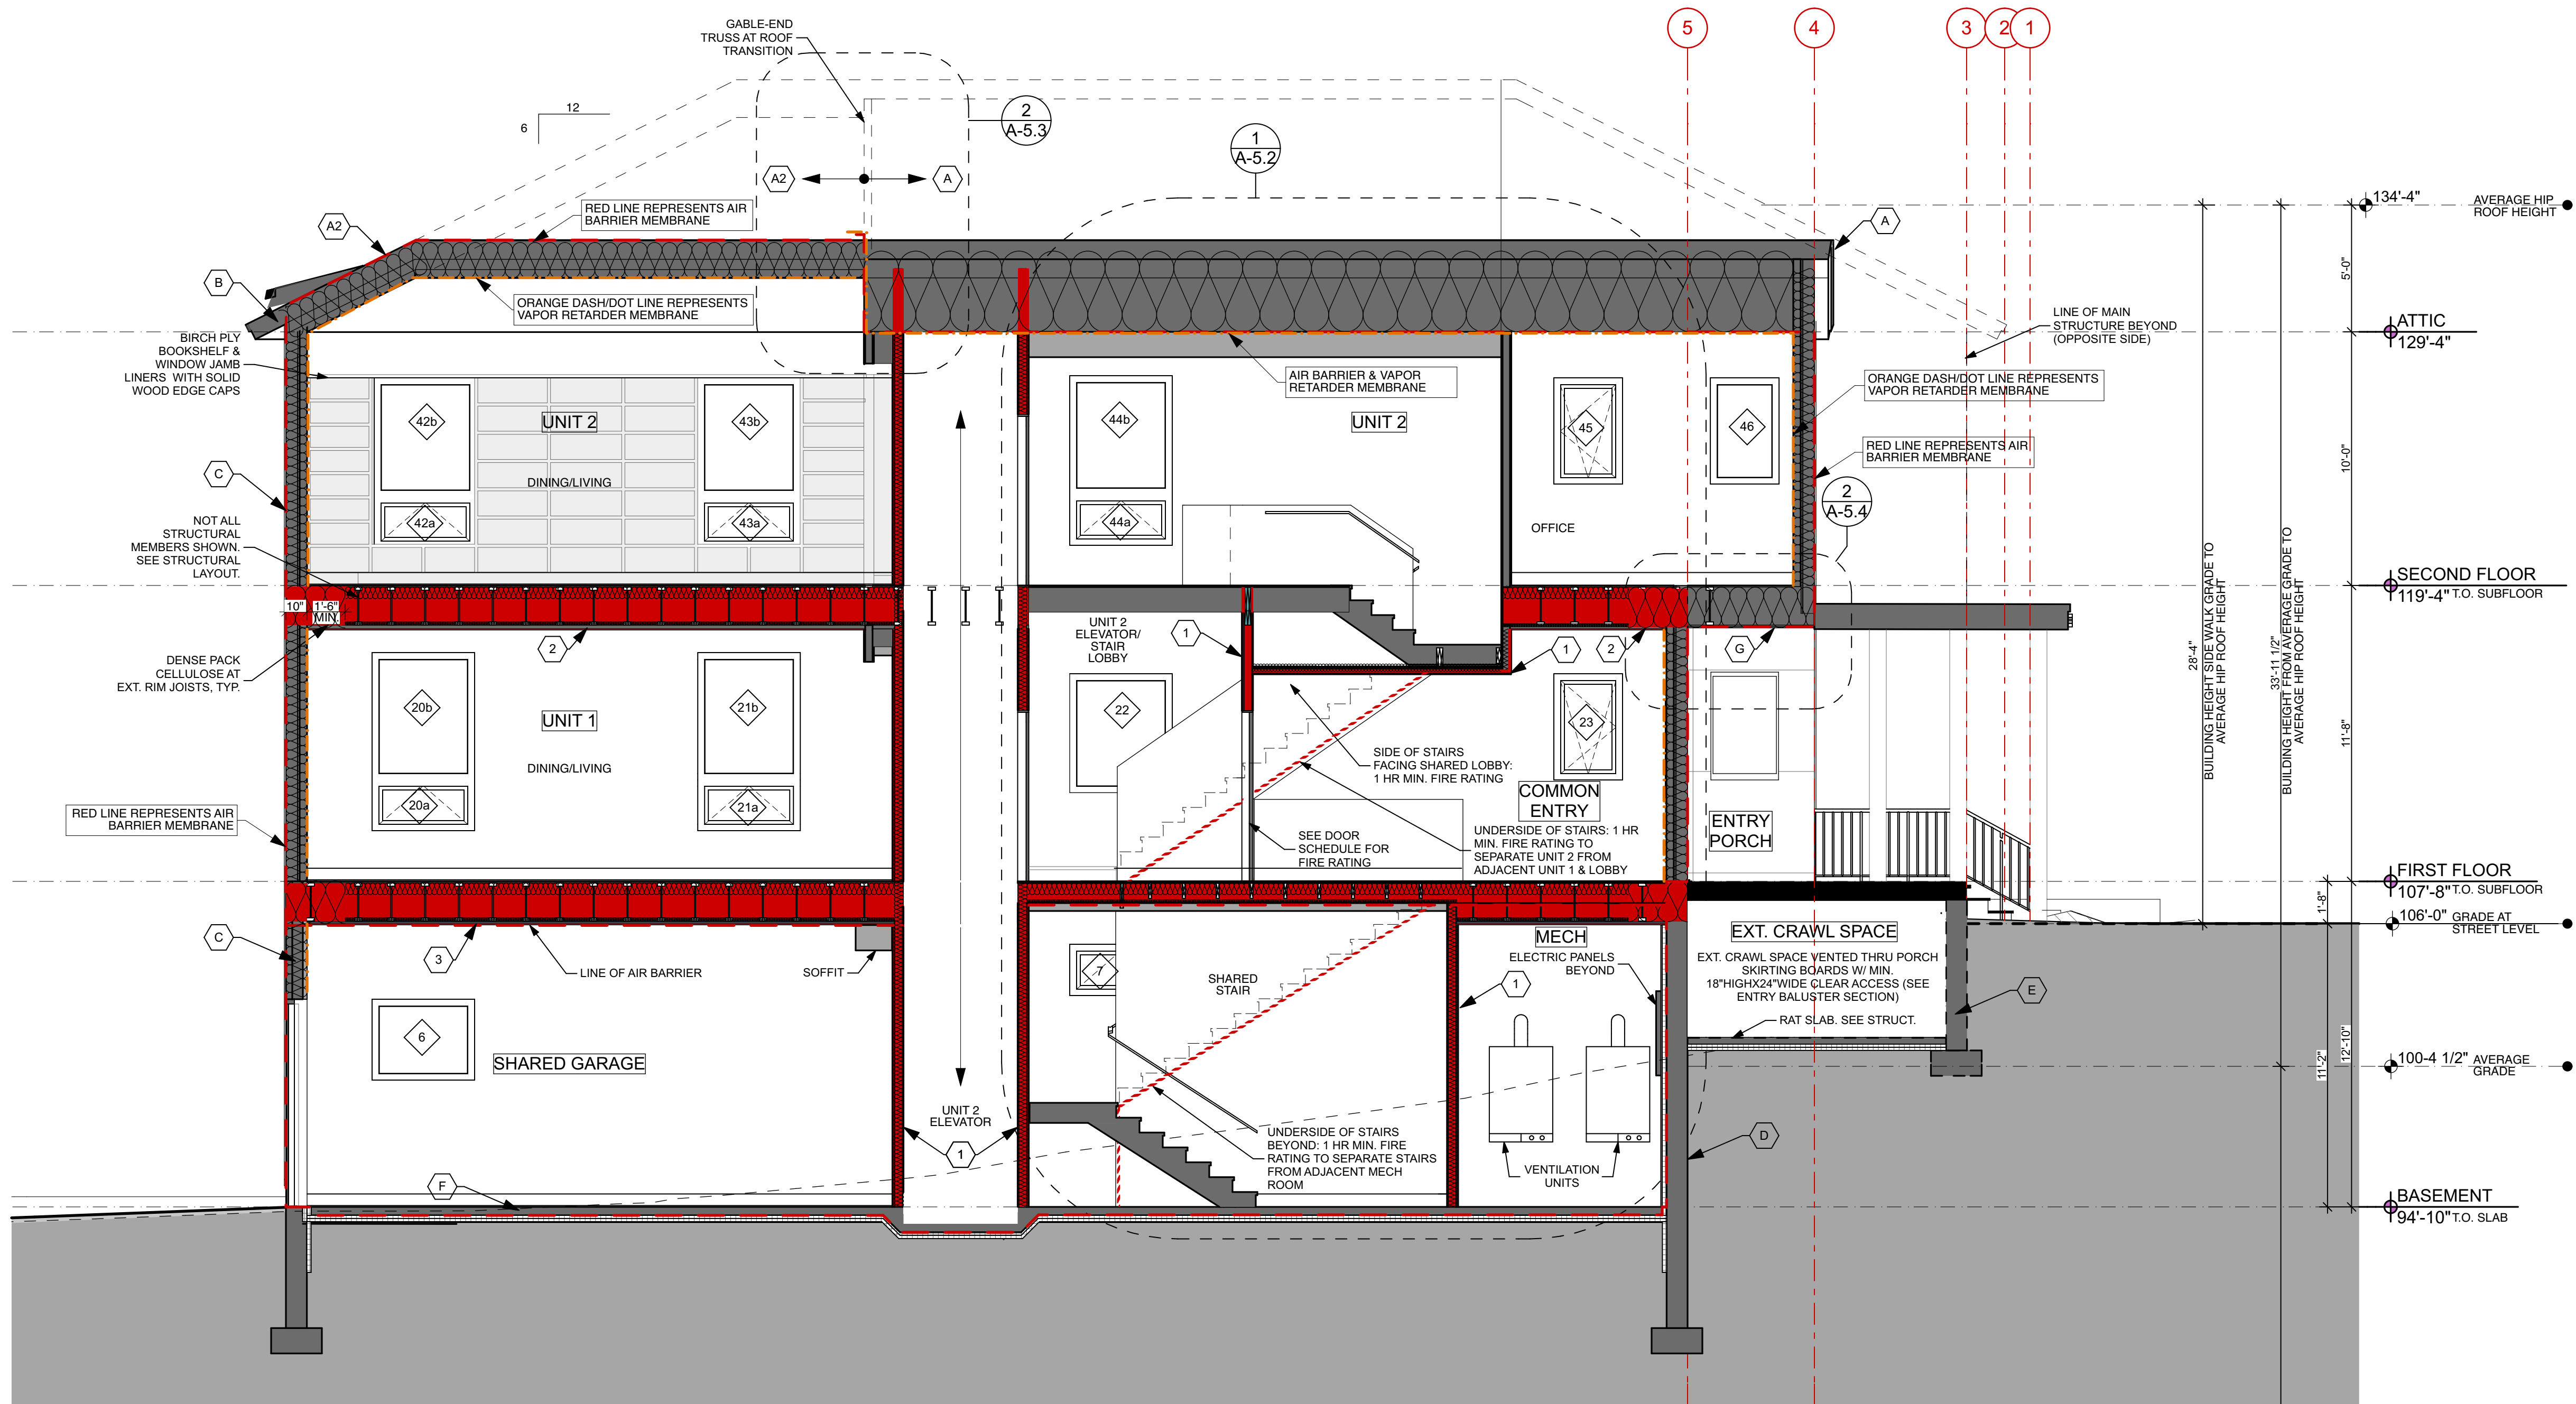 GABLE-END
TRUSS AT ROOF
TRANSITION
5
4
3
2
1
12
6
2
A-5.3
1
A-5.2
A2
A
RED LINE REPRESENTS AIR
BARRIER MEMBRANE
A2
A
134'-4"
AVERAGE HIP
ROOF HEIGHT
B
ORANGE DASH/DOT LINE REPRESENTS
VAPOR RETARDER MEMBRANE
5'-0"
LINE OF MAIN
STRUCTURE BEYOND
(OPPOSITE SIDE)
ATTIC
129'-4"
BIRCH PLY
BOOKSHELF &
WINDOW JAMB
LINERS WITH SOLID
WOOD EDGE CAPS
AIR BARRIER & VAPOR
RETARDER MEMBRANE
ORANGE DASH/DOT LINE REPRESENTS
VAPOR RETARDER MEMBRANE
42b
UNIT 2
43b
44b
UNIT 2
45
46
RED LINE REPRESENTS AIR
BARRIER MEMBRANE
10'-0"
C
DINING/LIVING
2
A-5.4
NOT ALL
STRUCTURAL
MEMBERS SHOWN.
SEE STRUCTURAL
LAYOUT.
42a
43a
44a
OFFICE
28'-4"
BUILDING HEIGHT SIDE WALK GRADE TO
AVERAGE HIP ROOF HEIGHT
33'-11 1/2"
BUILDING HEIGHT FROM AVERAGE GRADE TO
AVERAGE HIP ROOF HEIGHT
SECOND FLOOR
119'-4" T.O. SUBFLOOR
10"
1'-6"
MIN.
UNIT 2
ELEVATOR/
STAIR
LOBBY
1
2
1
2
G
DENSE PACK
CELLULOSE AT
EXT. RIM JOISTS, TYP.
20b
UNIT 1
21b
22
23
11'-8"
DINING/LIVING
SIDE OF STAIRS
FACING SHARED LOBBY:
1 HR MIN. FIRE RATING
RED LINE REPRESENTS AIR
BARRIER MEMBRANE
20a
21a
COMMON
ENTRY
ENTRY
PORCH
SEE DOOR
SCHEDULE FOR
FIRE RATING
UNDERSIDE OF STAIRS: 1 HR
MIN. FIRE RATING TO
SEPARATE UNIT 2 FROM
ADJACENT UNIT 1 & LOBBY
FIRST FLOOR
107'-8" T.O. SUBFLOOR
1'-8"
106'-0"
GRADE AT
STREET LEVEL
C
3
LINE OF AIR BARRIER
SOFFIT
7
SHARED
STAIR
MECH
ELECTRIC PANELS
BEYOND
1
EXT. CRAWL SPACE
EXT. CRAWL SPACE VENTED THRU PORCH
SKIRTING BOARDS W/ MIN.
18"HIGHX24"WIDE CLEAR ACCESS (SEE
ENTRY BALUSTER SECTION)
E
RAT SLAB. SEE STRUCT.
6
SHARED GARAGE
11'-2"
12'-10"
100-4 1/2"
AVERAGE
GRADE
UNIT 2
ELEVATOR
1
UNDERSIDE OF STAIRS
BEYOND: 1 HR MIN. FIRE
RATING TO SEPARATE STAIRS
FROM ADJACENT MECH
ROOM
VENTILATION
UNITS
D
F
BASEMENT
94'-10" T.O. SLAB